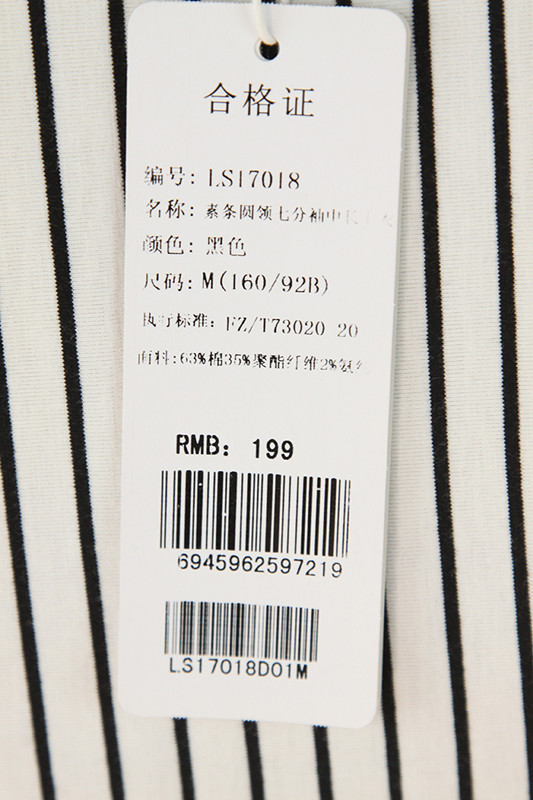 合格证
编号: LS17018
名称: 素条圆领七分袖中长
颜色: 黑色
尺码: M(160/92B)
执行标准: FZ/T73020 20
面料:63%棉35%聚酯纤维2%氨纟
RMB: 199
6945962597219
LS17018D01M